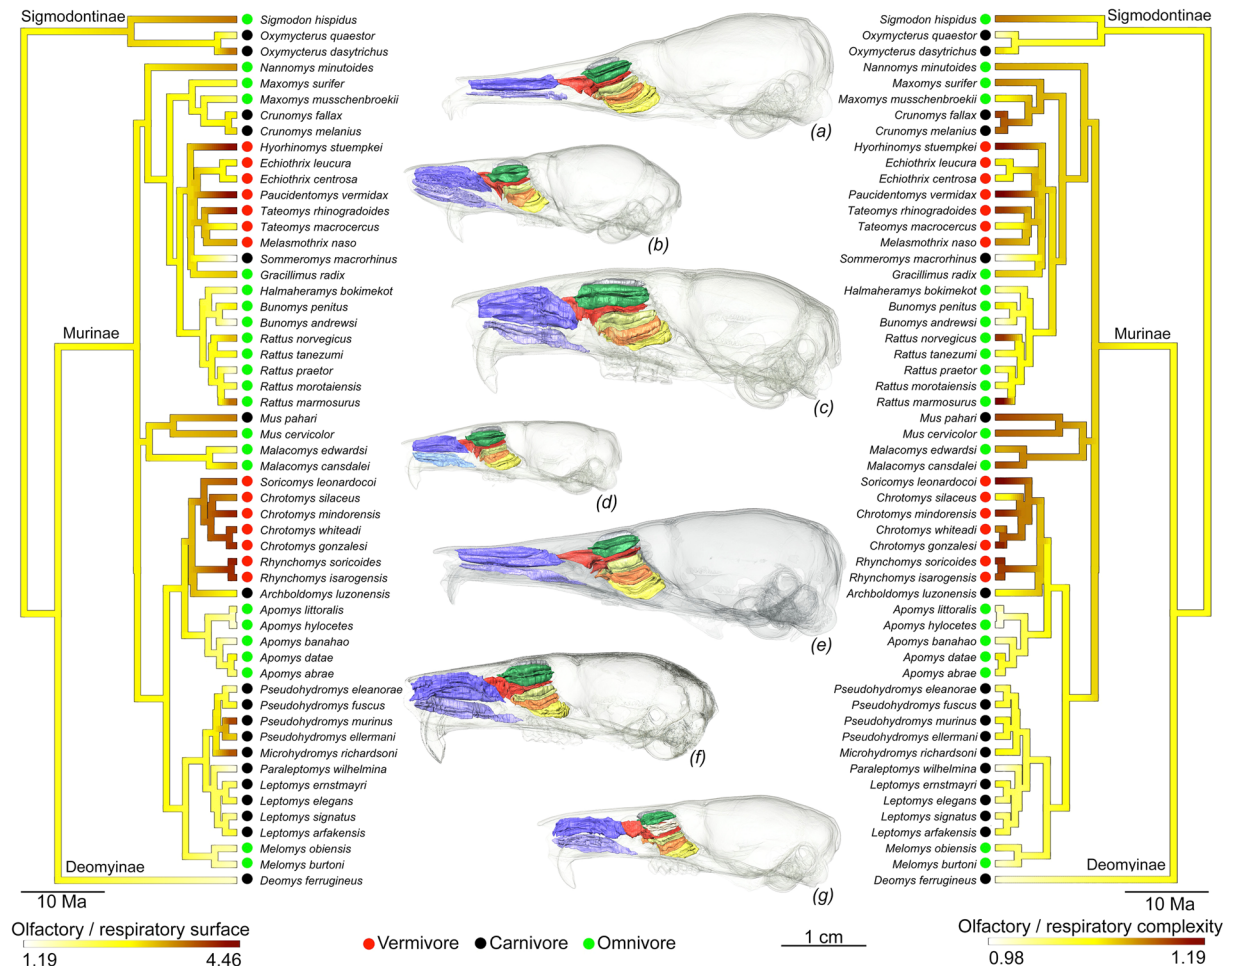 Sigmodontinae
Sigmodon hispidus
Oxymycterus quaestor
Oxymycterus dasytrichus
Nannomys minutoides
Maxomys surifer
Maxomys musschenbroekii
Crunomys fallax
Crunomys melanius
Hyorhinomys stuempkei
Echiothrix leucura
Echiothrix centrosa
Paucidentomys vermidax
Tateomys rhinogradoides
Tateomys macrocercus
Melasmothrix naso
Sommeromys macrorhinus
Gracillimus radix
Halmaheramys bokimekot
Bunomys penitus
Bunomys andrewsi
Murinae
Rattus norvegicus
Rattus tanezumi
Rattus praetor
Rattus morotaiensis
Rattus marmosurus
Mus pahari
Mus cervicolor
Malacomys edwardsi
Malacomys cansdalei
Soricomys leonardocoi
Chrotomys silaceus
Chrotomys mindorensis
Chrotomys whiteadi
Chrotomys gonzalesi
Rhynchomys soricoides
Rhynchomys isarogensis
Archboldomys luzonensis
Apomys littoralis
Apomys hylocetes
Apomys banahao
Apomys datae
Apomys abrae
Pseudohydromys eleanorae
Pseudohydromys fuscus
Pseudohydromys murinus
Pseudohydromys ellermani
Microhydromys richardsoni
Paraleptomys wilhelmina
Leptomys ernstmayri
Leptomys elegans
Leptomys signatus
Leptomys arfakensis
Melomys obiensis
Melomys burtoni
Deomyinae
Deomys ferrugineus
10 Ma
Olfactory / respiratory surface
1.19 4.46
(a)
(b)
(c)
(d)
(e)
(f)
(g)
Vermivore Carnivore Omnivore
1 cm
Sigmodontinae
Sigmodon hispidus
Oxymycterus quaestor
Oxymycterus dasytrichus
Nannomys minutoides
Maxomys surifer
Maxomys musschenbroekii
Crunomys fallax
Crunomys melanius
Hyorhinomys stuempkei
Echiothrix leucura
Echiothrix centrosa
Paucidentomys vermidax
Tateomys rhinogradoides
Tateomys macrocercus
Melasmothrix naso
Sommeromys macrorhinus
Gracillimus radix
Halmaheramys bokimekot
Bunomys penitus
Bunomys andrewsi
Murinae
Rattus norvegicus
Rattus tanezumi
Rattus praetor
Rattus morotaiensis
Rattus marmosurus
Mus pahari
Mus cervicolor
Malacomys edwardsi
Malacomys cansdalei
Soricomys leonardocoi
Chrotomys silaceus
Chrotomys mindorensis
Chrotomys whiteadi
Chrotomys gonzalesi
Rhynchomys soricoides
Rhynchomys isarogensis
Archboldomys luzonensis
Apomys littoralis
Apomys hylocetes
Apomys banahao
Apomys datae
Apomys abrae
Pseudohydromys eleanorae
Pseudohydromys fuscus
Pseudohydromys murinus
Pseudohydromys ellermani
Microhydromys richardsoni
Paraleptomys wilhelmina
Leptomys ernstmayri
Leptomys elegans
Leptomys signatus
Leptomys arfakensis
Melomys obiensis
Melomys burtoni
Deomyinae
Deomys ferrugineus
10 Ma
Olfactory / respiratory complexity
0.98 1.19